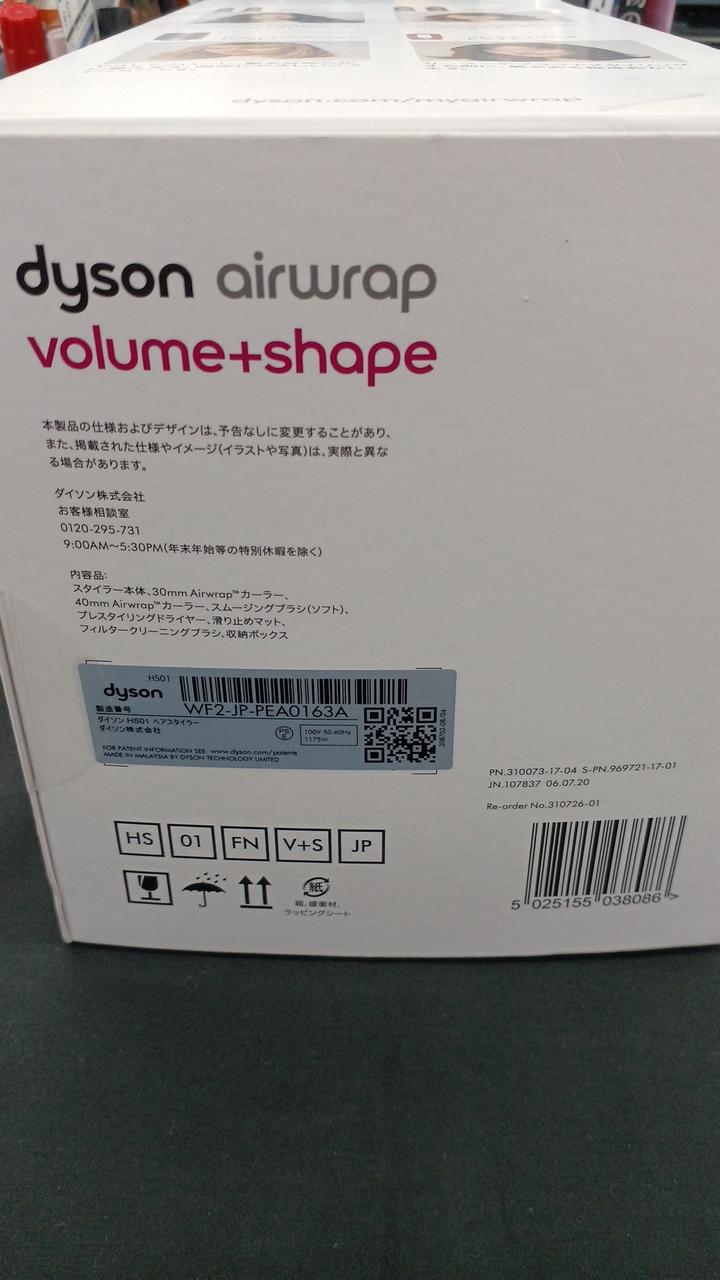 dyson.com/myairwrap
dyson airwrap
volume+shape
本製品の仕様およびデザインは、予告なしに変更することがあり、
また、掲載された仕様やイメージ(イラストや写真)は、実際と異な
る場合があります。
ダイソン株式会社
お客様相談室
0120-295-731
9:00AM～5:30PM(年末年始等の特別休暇を除く)
内容品:
スタイラー本体、30mm Airwrap™カーラー、
40mm Airwrap™カーラー、スムージングブラシ(ソフト)、
プレスタイリングドライヤー、滑り止めマット、
フィルタークリーニングブラシ、収納ボックス
HS01
dyson
製造番号
WF2-JP-PEA0163A
ダイソン HS01 ヘアスタイラー
ダイソン株式会社
PS
E
100V 50-60Hz
1175W
FOR PATENT INFORMATION SEE: www.dyson.com/patents
MADE IN MALAYSIA BY DYSON TECHNOLOGY LIMITED
PN.310073-17-04 S-PN.969721-17-01
JN.107837 06.07.20
Re-order No.310726-01
HS 01 FN V+S JP
紙
箱、緩衝材、
ラッピングシート
5 025155 038086 >